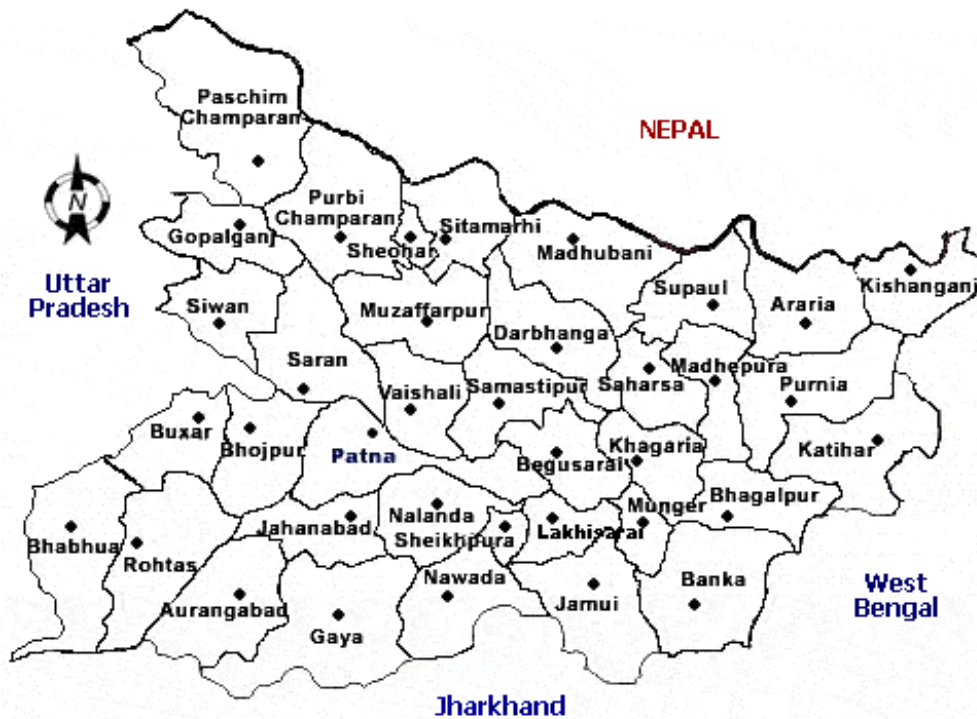 Paschim
Champaran
NEPAL
N
Purbi
Champaran
Gopalganj
Sheohar
Sitamarhi
Madhubani
Uttar
Pradesh
Siwan
Muzaffarpur
Supaul
Araria
Kishanganj
Darbhanga
Saran
Vaishali
Samastipur
Saharsa
Madhepura
Purnia
Buxar
Bhojpur
Patna
Begusarai
Khagaria
Katihar
Jahanabad
Nalanda
Sheikhpura
Lakhisarai
Munger
Bhagalpur
Bhabhua
Rohtas
Aurangabad
Gaya
Nawada
Jamui
Banka
West
Bengal
Jharkhand